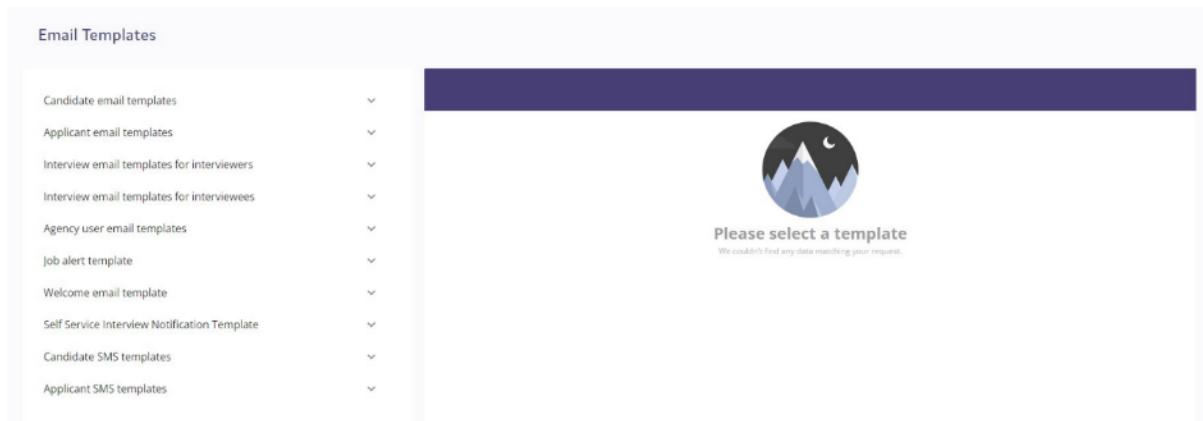 Email Templates
Candidate email templates
Applicant email templates
Interview email templates for interviewers
Interview email templates for interviewees
Agency user email templates
Job alert template
Welcome email template
Self Service Interview Notification Template
Candidate SMS templates
Applicant SMS templates
Please select a template
We couldn't find any data matching your request.